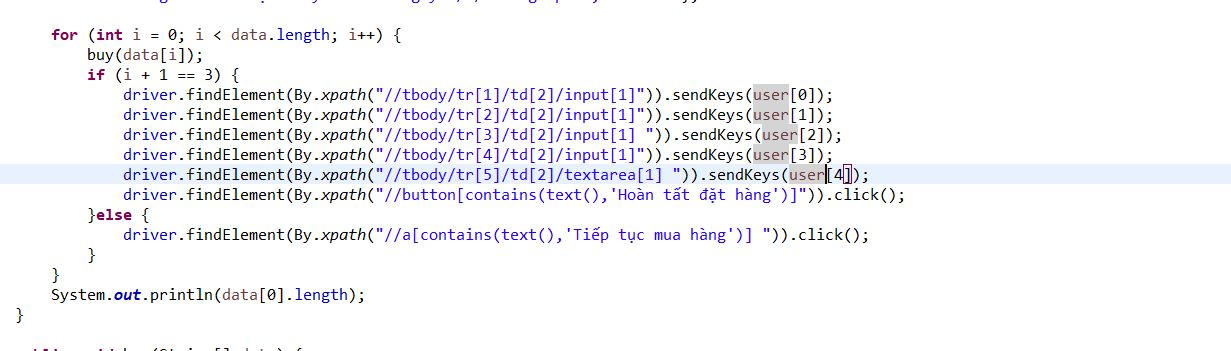 for (int i = 0; i < data.length; i++) {
buy(data[i]);
if (i + 1 == 3) {
driver.findElement(By.xpath("//tbody/tr[1]/td[2]/input[1]")).sendKeys(user[0]);
driver.findElement(By.xpath("//tbody/tr[2]/td[2]/input[1]")).sendKeys(user[1]);
driver.findElement(By.xpath("//tbody/tr[3]/td[2]/input[1] ")).sendKeys(user[2]);
driver.findElement(By.xpath("//tbody/tr[4]/td[2]/input[1]")).sendKeys(user[3]);
driver.findElement(By.xpath("//tbody/tr[5]/td[2]/textarea[1] ")).sendKeys(user[4]);
driver.findElement(By.xpath("//button[contains(text(),'Hoàn tất đặt hàng')]")).click();
}else {
driver.findElement(By.xpath("//a[contains(text(),'Tiếp tục mua hàng')] ")).click();
}
}
System.out.println(data[0].length);
}